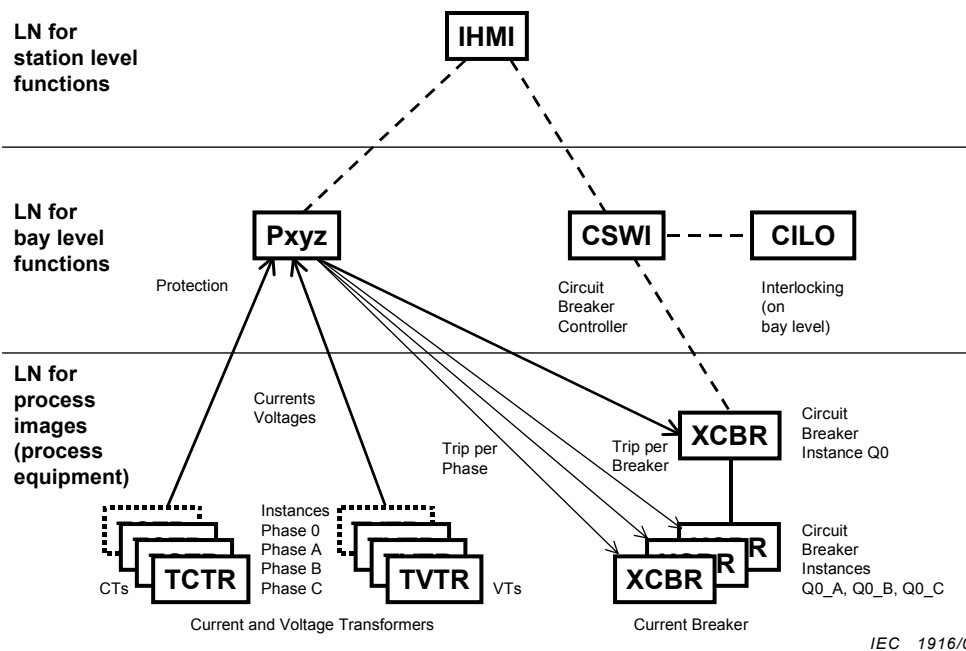 LN for
station level
functions
IHMI
LN for
bay level
functions
Pxyz
CSWI
CILO
Protection
Circuit
Breaker
Controller
Interlocking
(on
bay level)
LN for
process
images
(process
equipment)
Currents
Voltages
Trip per
Phase
Trip per
Breaker
XCBR
Circuit
Breaker
Instance Q0
CTs
TCTR
Instances
Phase 0
Phase A
Phase B
Phase C
TVTR
VTs
XCBR
Circuit
Breaker
Instances
Q0_A, Q0_B, Q0_C
Current and Voltage Transformers
Current Breaker
IEC 1916/0